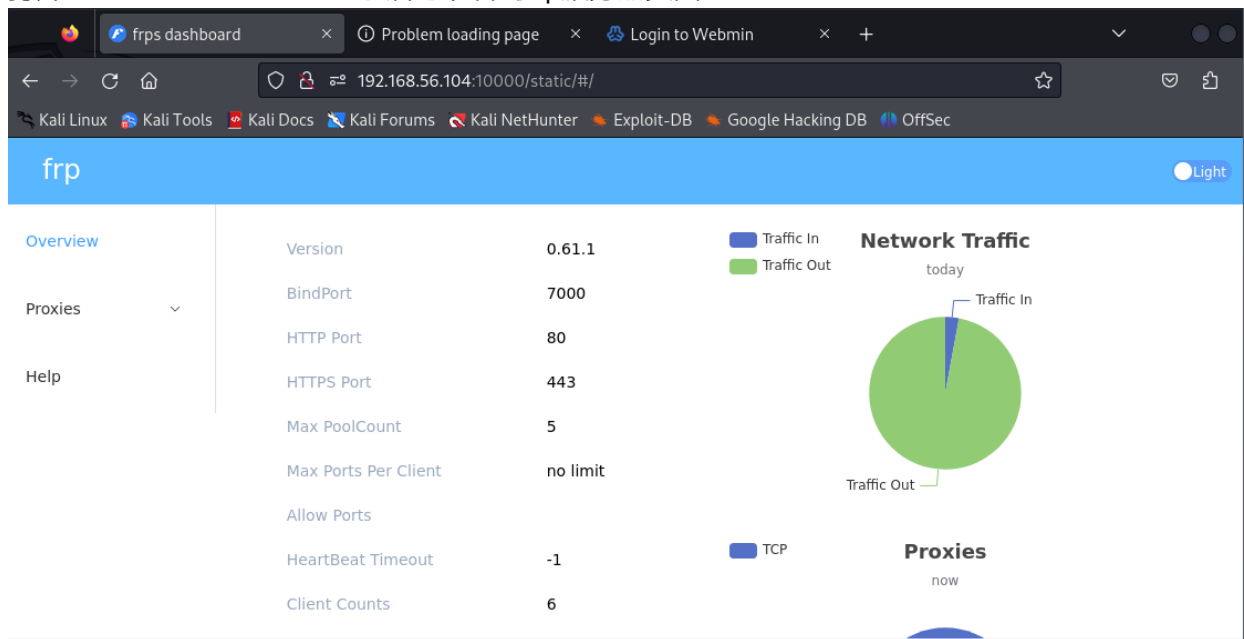 frps dashboard
Problem loading page
Login to Webmin
192.168.56.104:10000/static/#/
Kali Linux Kali Tools Kali Docs Kali Forums Kali NetHunter Exploit-DB Google Hacking DB OffSec
frp
Light
Overview
Proxies
Help
Version 0.61.1
BindPort 7000
HTTP Port 80
HTTPS Port 443
Max PoolCount 5
Max Ports Per Client no limit
Allow Ports
HeartBeat Timeout -1
Client Counts 6
Traffic In
Traffic Out
Network Traffic
today
Traffic In
Traffic Out
TCP
Proxies
now